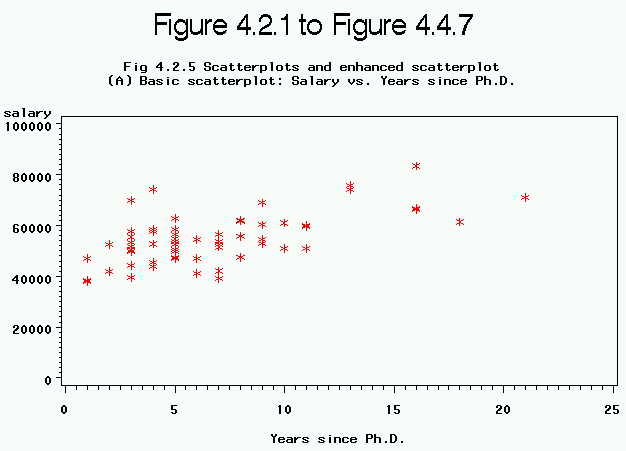 Figure 4.2.1 to Figure 4.4.7
Fig 4.2.5 Scatterplots and enhanced scatterplot
(A) Basic scatterplot: Salary vs. Years since Ph.D.
salary
100000
80000
60000
40000
20000
0
0 5 10 15 20 25
Years since Ph.D.